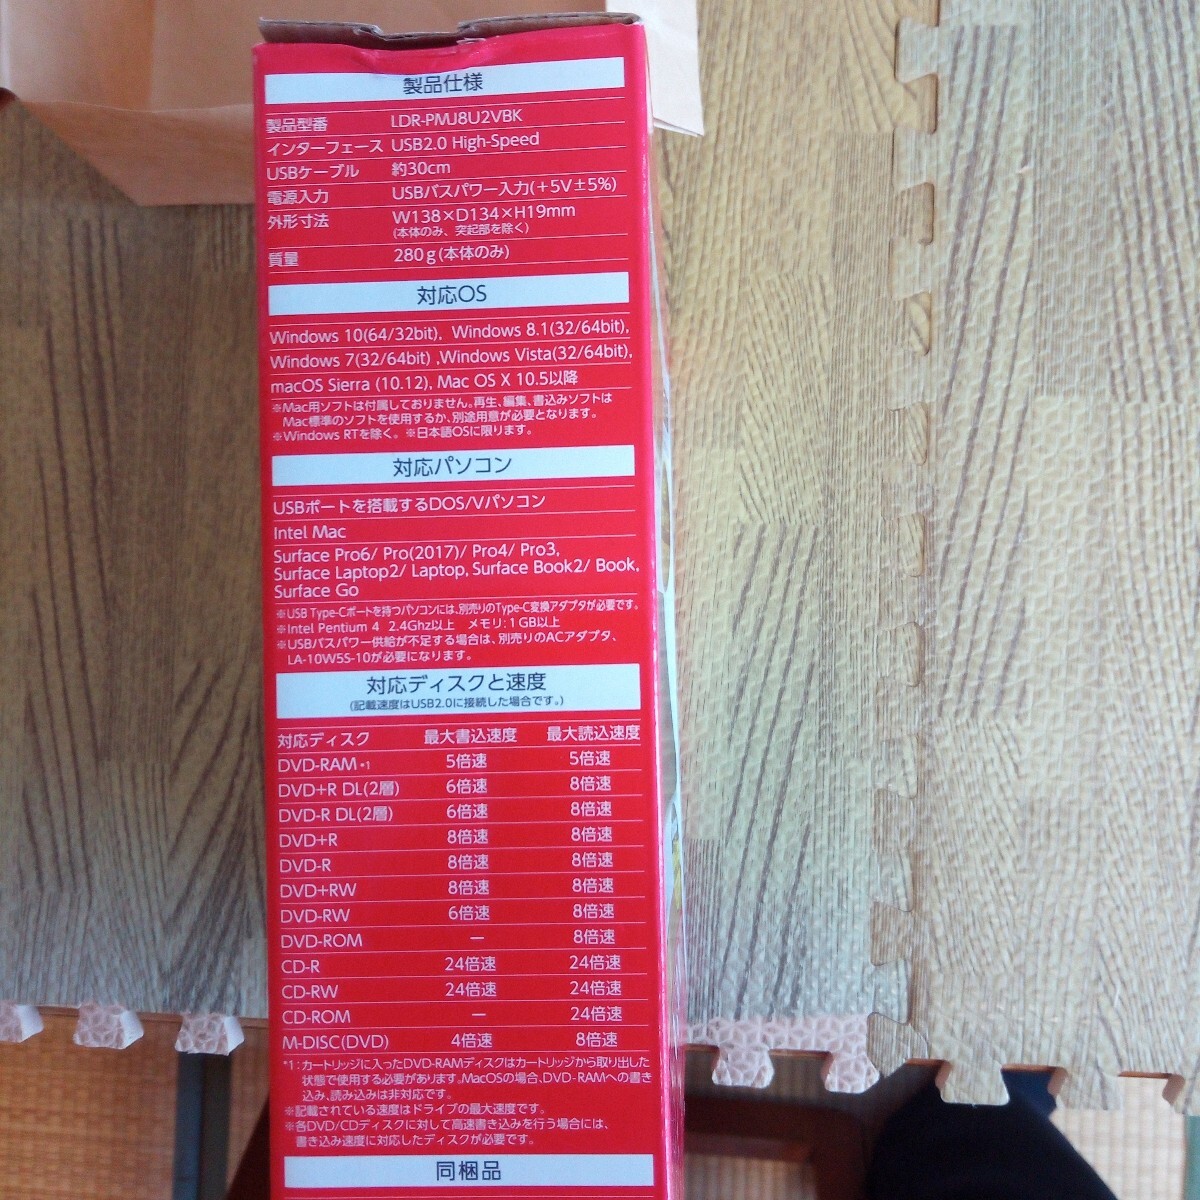 製品仕様
製品型番 LDR-PMJ8U2VBK
インターフェース USB2.0 High-Speed
USBケーブル 約30cm
電源入力 USBバスパワー入力(+5V±5%)
外形寸法 W138×D134×H19mm
(本体のみ、突起部を除く)
質量 280g(本体のみ)
対応OS
Windows 10(64/32bit), Windows 8.1(32/64bit),
Windows 7(32/64bit) ,Windows Vista(32/64bit),
macOS Sierra (10.12), Mac OS X 10.5以降
※Mac用ソフトは付属しておりません。再生、編集、書込みソフトは
Mac標準のソフトを使用するか、別途用意が必要となります。
※Windows RTを除く。 ※日本語OSに限ります。
対応パソコン
USBポートを搭載するDOS/Vパソコン
Intel Mac
Surface Pro6/ Pro(2017)/ Pro4/ Pro3,
Surface Laptop2/ Laptop, Surface Book2/ Book,
Surface Go
※USB Type-Cポートを持つパソコンには、別売りのType-C変換アダプタが必要です。
※Intel Pentium 4 2.4Ghz以上 メモリ:1GB以上
※USBバスパワー供給が不足する場合は、別売りのACアダプタ、
LA-10W5S-10が必要になります。
対応ディスクと速度
(記載速度はUSB2.0に接続した場合です。)
対応ディスク 最大書込速度 最大読込速度
DVD-RAM *1 5倍速 5倍速
DVD+R DL(2層) 6倍速 8倍速
DVD-R DL(2層) 6倍速 8倍速
DVD+R 8倍速 8倍速
DVD-R 8倍速 8倍速
DVD+RW 8倍速 8倍速
DVD-RW 6倍速 8倍速
DVD-ROM — 8倍速
CD-R 24倍速 24倍速
CD-RW 24倍速 24倍速
CD-ROM — 24倍速
M-DISC(DVD) 4倍速 8倍速
*1:カートリッジに入ったDVD-RAMディスクはカートリッジから取り出した
状態で使用する必要があります。MacOSの場合、DVD-RAMへの書き
込み、読み込みは非対応です。
※記載されている速度はドライブの最大速度です。
※各DVD/CDディスクに対して高速書き込みを行う場合には、
書き込み速度に対応したディスクが必要です。
同梱品